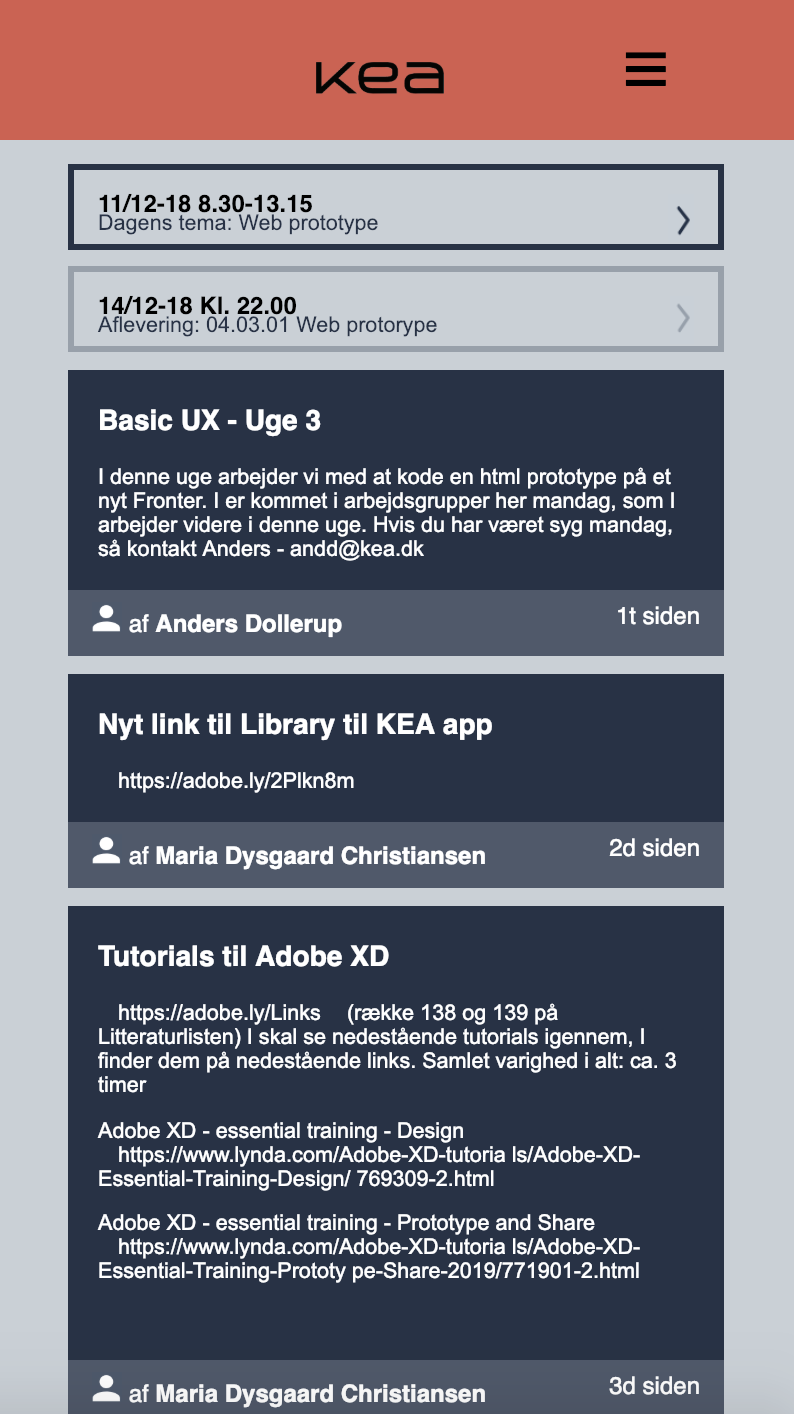 kea
11/12-18 8.30-13.15
Dagens tema: Web prototype
14/12-18 Kl. 22.00
Aflevering: 04.03.01 Web protorype
Basic UX - Uge 3
I denne uge arbejder vi med at kode en html prototype på et
nyt Fronter. I er kommet i arbejdsgrupper her mandag, som I
arbejder videre i denne uge. Hvis du har været syg mandag,
så kontakt Anders - andd@kea.dk
af Anders Dollerup
1t siden
Nyt link til Library til KEA app
https://adobe.ly/2Plkn8m
af Maria Dysgaard Christiansen
2d siden
Tutorials til Adobe XD
https://adobe.ly/Links (række 138 og 139 på
Litteraturlisten) I skal se nedestående tutorials igennem, I
finder dem på nedestående links. Samlet varighed i alt: ca. 3
timer
Adobe XD - essential training - Design
https://www.lynda.com/Adobe-XD-tutoria ls/Adobe-XD-
Essential-Training-Design/ 769309-2.html
Adobe XD - essential training - Prototype and Share
https://www.lynda.com/Adobe-XD-tutoria ls/Adobe-XD-
Essential-Training-Prototy pe-Share-2019/771901-2.html
af Maria Dysgaard Christiansen
3d siden